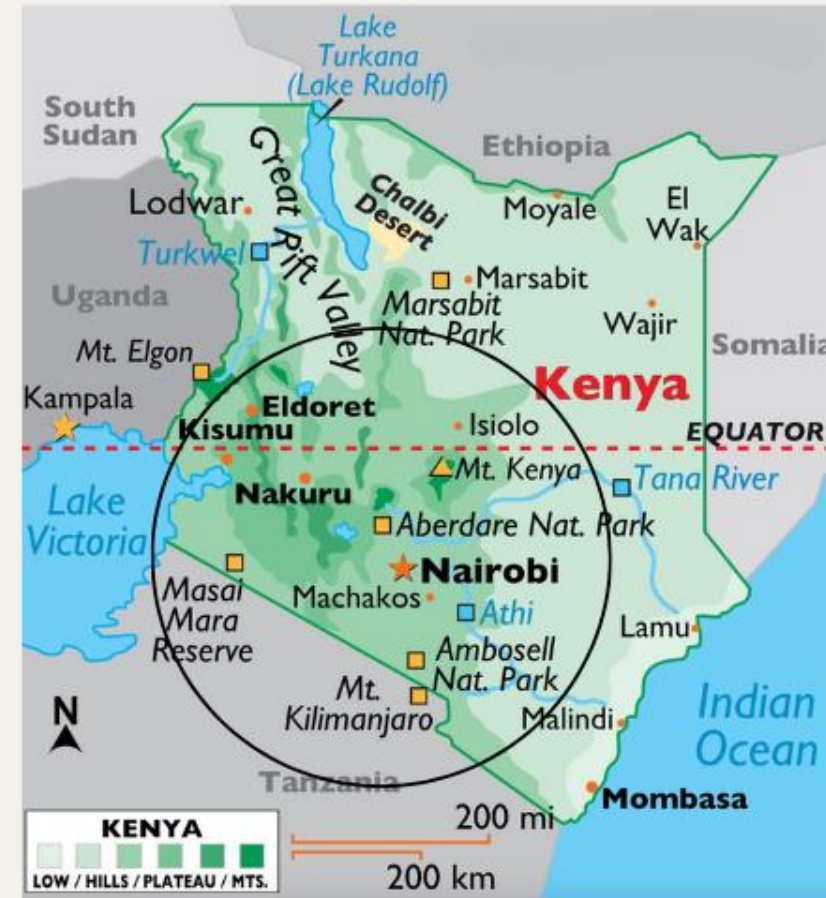 Lake
Turkana
(Lake Rudolf)
South
Sudan
Ethiopia
Great Rift Valley
Chalbi
Desert
Lodwar
Moyale
El
Wak
Turkwel
Marsabit
Marsabit
Nat. Park
Uganda
Wajir
Somalia
Mt. Elgon
Kenya
Kampala
Eldoret
Isiolo
Kisumu
EQUATOR
Mt. Kenya
Tana River
Nakuru
Lake
Victoria
Aberdare Nat. Park
Nairobi
Masai
Mara
Reserve
Machakos
Athi
Lamu
Ambosell
Nat. Park
Mt.
Kilimanjaro
N
Malindi
Indian
Ocean
Tanzania
Mombasa
KENYA
LOW / HILLS / PLATEAU / MTS.
200 mi
200 km